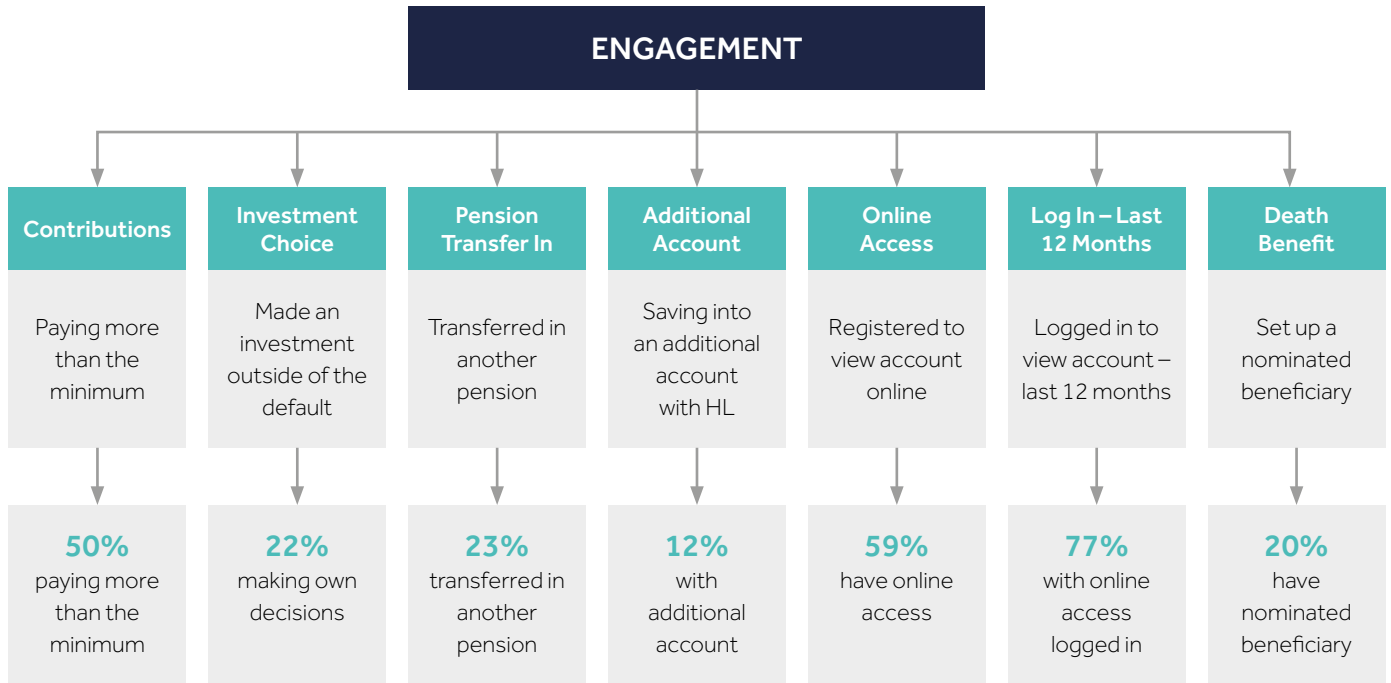 ENGAGEMENT
Contributions
Paying more
than the
minimum
50%
paying more
than the
minimum
Investment
Choice
Made an
investment
outside of the
default
22%
making own
decisions
Pension
Transfer In
Transferred in
another
pension
23%
transferred in
another
pension
Additional
Account
Saving into
an additional
account
with HL
12%
with
additional
account
Online
Access
Registered to
view account
online
59%
have online
access
Log In – Last
12 Months
Logged in to
view account –
last 12 months
77%
with online
access
logged in
Death
Benefit
Set up a
nominated
beneficiary
20%
have
nominated
beneficiary